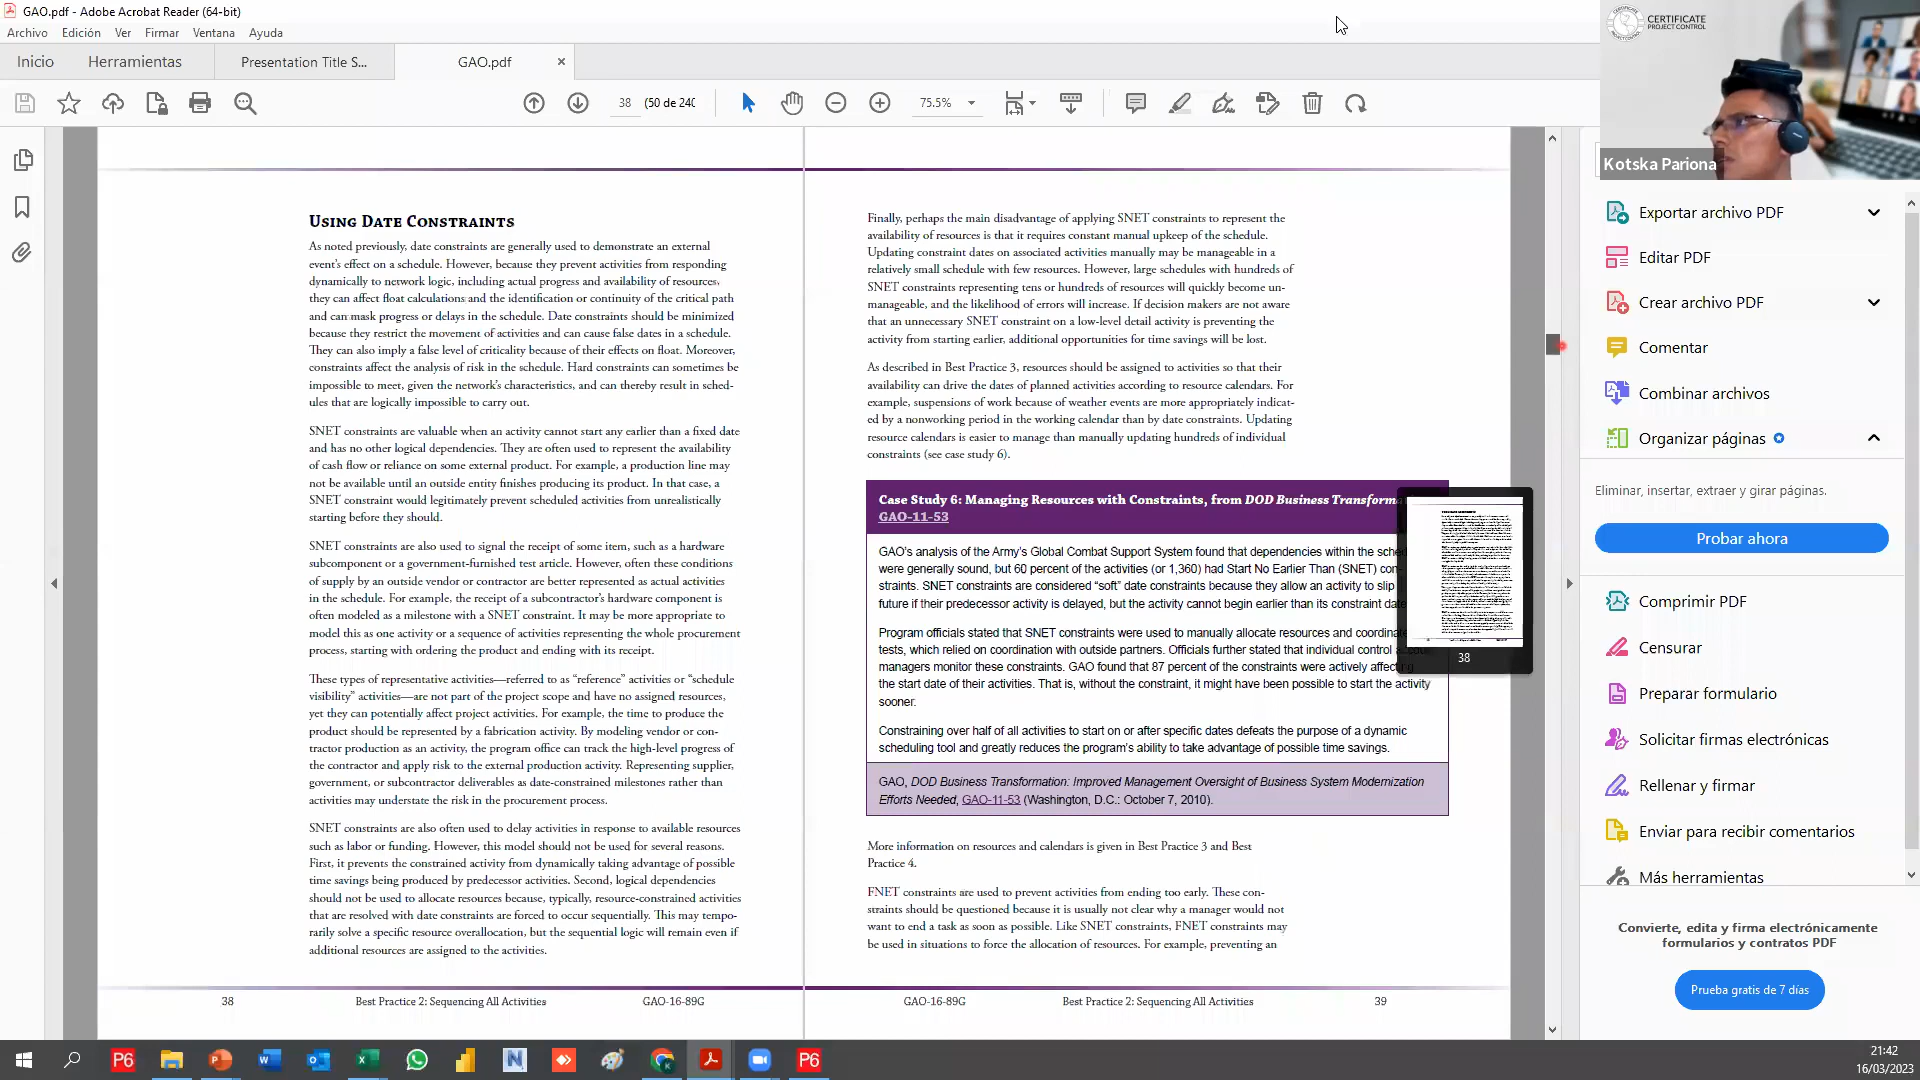 GAO.pdf - Adobe Acrobat Reader (64-bit)
Archivo Edición Ver Firmar Ventana Ayuda
Inicio Herramientas Presentation Title S... GAO.pdf
38 (50 de 240 75.5%
CERTIFICATE
PROJECT CONTROL
Kotska Pariona
USING DATE CONSTRAINTS
As noted previously, date constraints are generally used to demonstrate an external
event's effect on a schedule. However, because they prevent activities from responding
dynamically to network logic, including actual progress and availability of resources,
they can affect float calculations and the identification or continuity of the critical path
and can mask progress or delays in the schedule. Date constraints should be minimized
because they restrict the movement of activities and can cause false dates in a schedule.
They can also imply a false level of criticality because of their effects on float. Moreover,
constraints affect the analysis of risk in the schedule. Hard constraints can sometimes be
impossible to meet, given the network's characteristics, and can thereby result in sched-
ules that are logically impossible to carry out.
SNET constraints are valuable when an activity cannot start any earlier than a fixed date
and has no other logical dependencies. They are often used to represent the availability
of cash flow or reliance on some external product. For example, a production line may
not be available until an outside entity finishes producing its product. In that case, a
SNET constraint would legitimately prevent scheduled activities from unrealistically
starting before they should.
SNET constraints are also used to signal the receipt of some item, such as a hardware
subcomponent or a government-furnished test article. However, often these conditions
of supply by an outside vendor or contractor are better represented as actual activities
in the schedule. For example, the receipt of a subcontractor's hardware component is
often modeled as a milestone with a SNET constraint. It may be more appropriate to
model this as one activity or a sequence of activities representing the whole procurement
process, starting with ordering the product and ending with its receipt.
These types of representative activities—referred to as "reference" activities or "schedule
visibility" activities—are not part of the project scope and have no assigned resources,
yet they can potentially affect project activities. For example, the time to produce the
product should be represented by a fabrication activity. By modeling vendor or con-
tractor production as an activity, the program office can track the high-level progress of
the contractor and apply risk to the external production activity. Representing supplier,
government, or subcontractor deliverables as date-constrained milestones rather than
activities may understate the risk in the procurement process.
SNET constraints are also often used to delay activities in response to available resources
such as labor or funding. However, this model should not be used for several reasons.
First, it prevents the constrained activity from dynamically taking advantage of possible
time savings being produced by predecessor activities. Second, logical dependencies
should not be used to allocate resources because, typically, resource-constrained activities
that are resolved with date constraints are forced to occur sequentially. This may tempo-
rarily solve a specific resource overallocation, but the sequential logic will remain even if
additional resources are assigned to the activities.
38 Best Practice 2: Sequencing All Activities GAO-16-89G
Finally, perhaps the main disadvantage of applying SNET constraints to represent the
availability of resources is that it requires constant manual upkeep of the schedule.
Updating constraint dates on associated activities manually may be manageable in a
relatively small schedule with few resources. However, large schedules with hundreds of
SNET constraints representing tens or hundreds of resources will quickly become un-
manageable, and the likelihood of errors will increase. If decision makers are not aware
that an unnecessary SNET constraint on a low-level detail activity is preventing the
activity from starting earlier, additional opportunities for time savings will be lost.
As described in Best Practice 3, resources should be assigned to activities so that their
availability can drive the dates of planned activities according to resource calendars. For
example, suspensions of work because of weather events are more appropriately indicat-
ed by a nonworking period in the working calendar than by date constraints. Updating
resource calendars is easier to manage than manually updating hundreds of individual
constraints (see case study 6).
Case Study 6: Managing Resources with Constraints, from DOD Business Transforma
GAO-11-53
GAO's analysis of the Army's Global Combat Support System found that dependencies within the sche
were generally sound, but 60 percent of the activities (or 1,360) had Start No Earlier Than (SNET) con-
straints. SNET constraints are considered "soft" date constraints because they allow an activity to slip
future if their predecessor activity is delayed, but the activity cannot begin earlier than its constraint date
Program officials stated that SNET constraints were used to manually allocate resources and coordinate
tests, which relied on coordination with outside partners. Officials further stated that individual control
managers monitor these constraints. GAO found that 87 percent of the constraints were actively affecting
the start date of their activities. That is, without the constraint, it might have been possible to start the activity
sooner.
Constraining over half of all activities to start on or after specific dates defeats the purpose of a dynamic
scheduling tool and greatly reduces the program's ability to take advantage of possible time savings.
GAO, DOD Business Transformation: Improved Management Oversight of Business System Modernization
Efforts Needed, GAO-11-53 (Washington, D.C.: October 7, 2010).
More information on resources and calendars is given in Best Practice 3 and Best
Practice 4.
FNET constraints are used to prevent activities from ending too early. These con-
straints should be questioned because it is usually not clear why a manager would not
want to end a task as soon as possible. Like SNET constraints, FNET constraints may
be used in situations to force the allocation of resources. For example, preventing an
GAO-16-89G Best Practice 2: Sequencing All Activities 39
38
Exportar archivo PDF
Editar PDF
Crear archivo PDF
Comentar
Combinar archivos
Organizar páginas
Eliminar, insertar, extraer y girar páginas.
Probar ahora
Comprimir PDF
Censurar
Preparar formulario
Solicitar firmas electrónicas
Rellenar y firmar
Enviar para recibir comentarios
Más herramientas
Convierte, edita y firma electrónicamente
formularios y contratos PDF
Prueba gratis de 7 días
P6 P6
21:42
16/03/2023